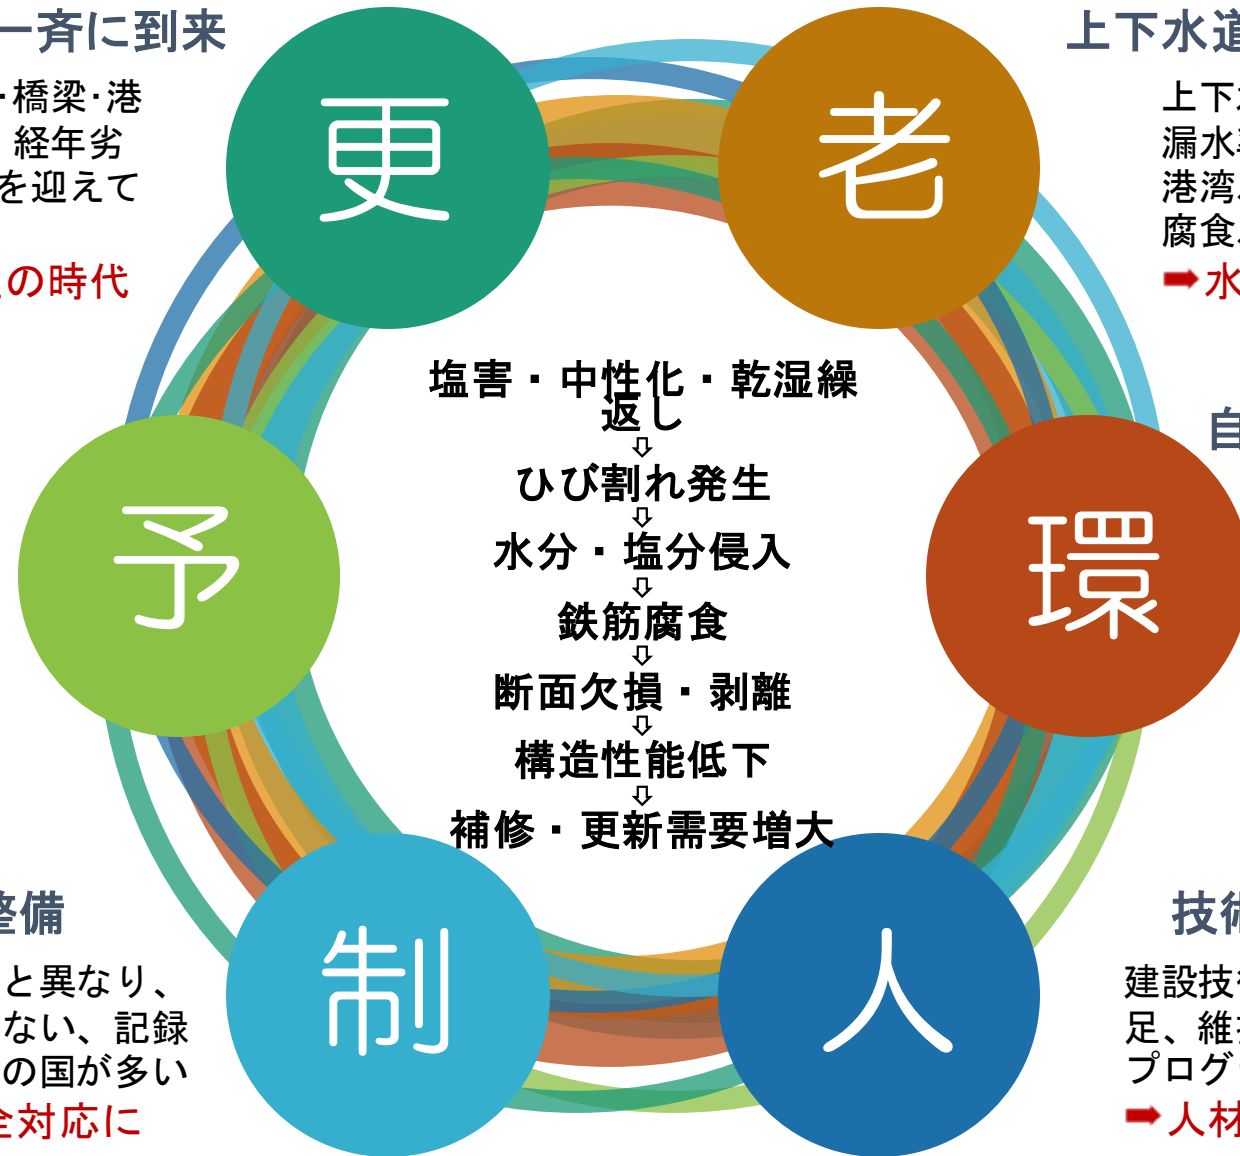 一斉に到来
・橋梁・港
経年劣
を迎えて
の時代
更
老
上下水道
上下
漏水
港湾
腐食
➡水
塩害・中性化・乾湿繰
返し
⇩
ひび割れ発生
⇩
水分・塩分侵入
⇩
鉄筋腐食
⇩
断面欠損・剥離
⇩
構造性能低下
⇩
補修・更新需要増大
予
環
自
整備
と異なり、
ない、記録
の国が多い
全対応に
制
人
技術
建設技
足、維
プログ
➡人材